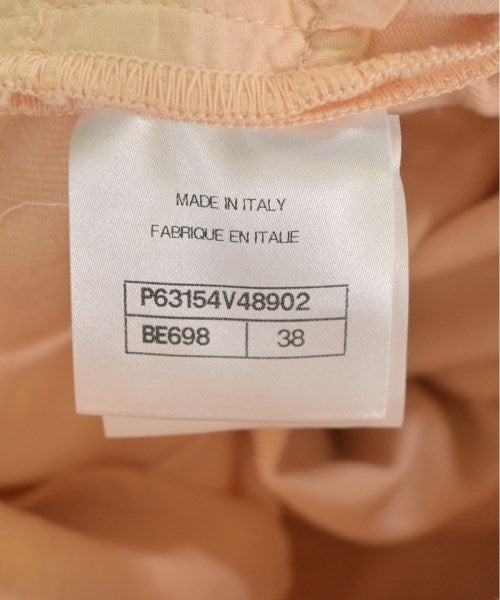 MADE IN ITALY
FABRIQUE EN ITALIE
P63154V48902
BE698 38